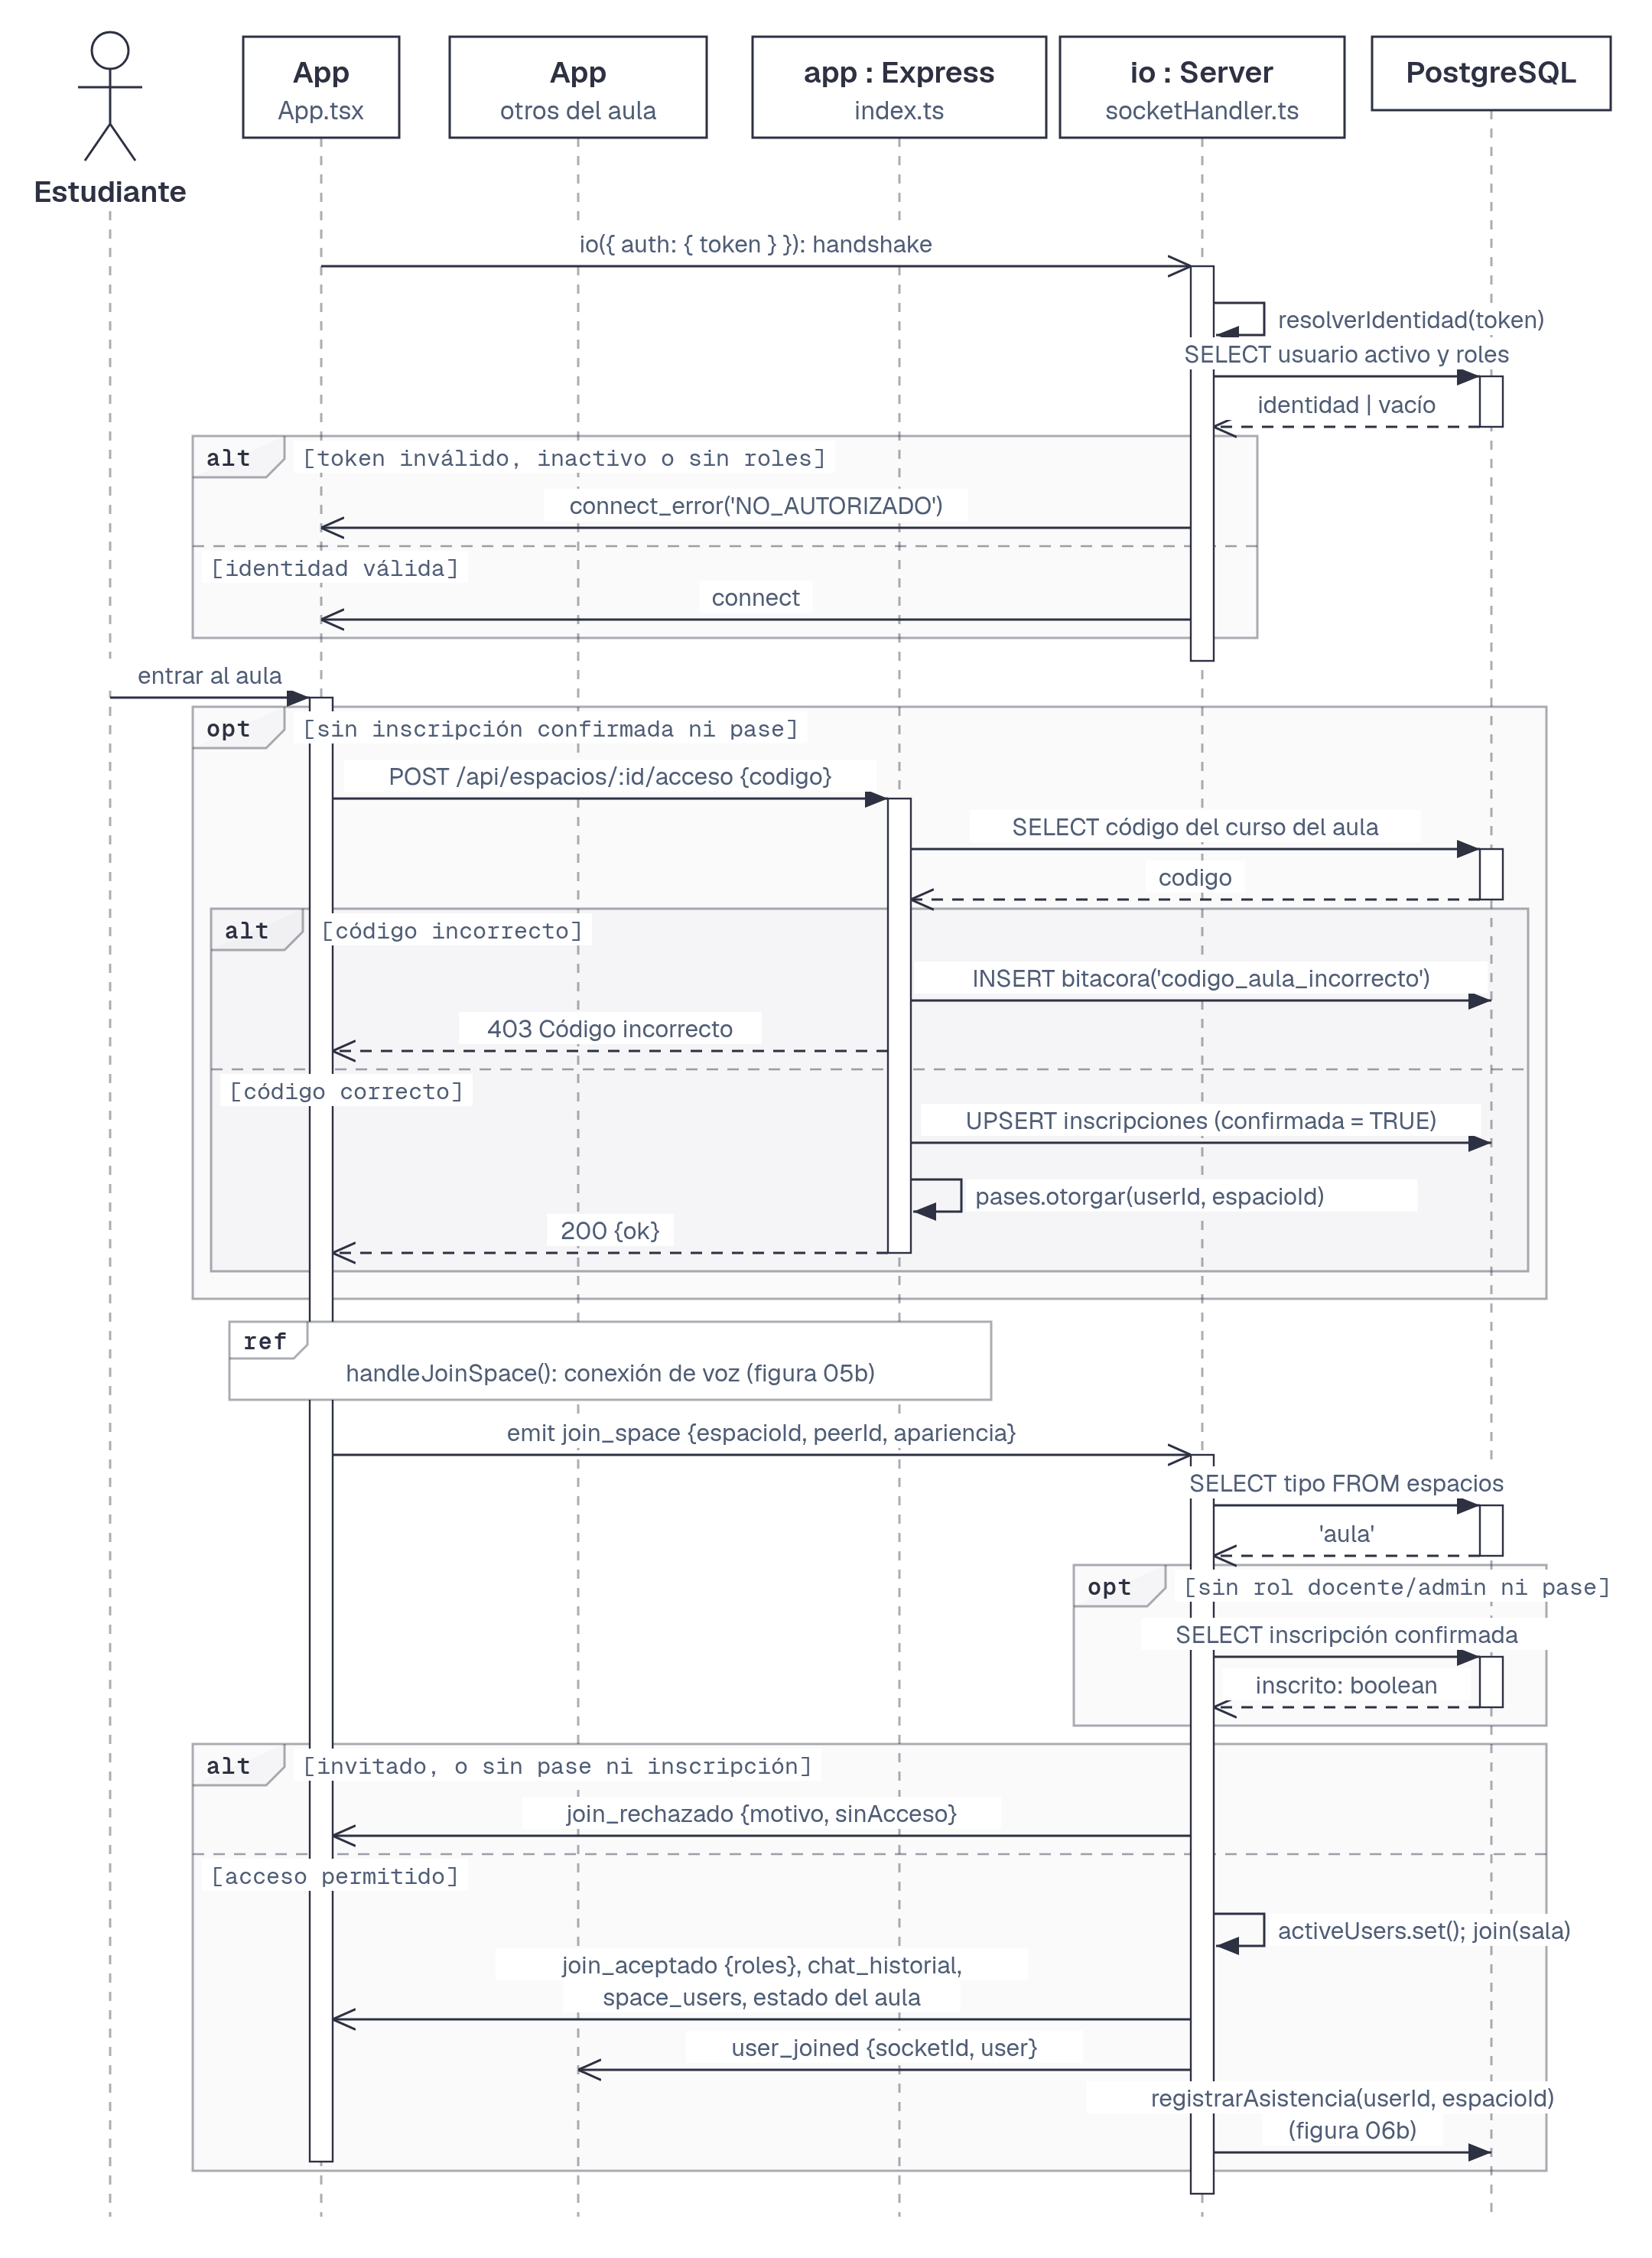 App
App.tsx
App
otros del aula
app : Express
index.ts
io : Server
socketHandler.ts
PostgreSQL
Estudiante
io({ auth: { token } }): handshake
resolverIdentidad(token)
SELECT usuario activo y roles
identidad | vacío
alt
[token inválido, inactivo o sin roles]
connect_error('NO_AUTORIZADO')
[identidad válida]
connect
entrar al aula
opt
[sin inscripción confirmada ni pase]
POST /api/espacios/:id/acceso {codigo}
SELECT código del curso del aula
codigo
alt
[código incorrecto]
INSERT bitacora('codigo_aula_incorrecto')
403 Código incorrecto
[código correcto]
UPSERT inscripciones (confirmada = TRUE)
pases.otorgar(userId, espacioId)
200 {ok}
ref
handleJoinSpace(): conexión de voz (figura 05b)
emit join_space {espacioId, peerId, apariencia}
SELECT tipo FROM espacios
'aula'
opt
[sin rol docente/admin ni pase]
SELECT inscripción confirmada
inscrito: boolean
alt
[invitado, o sin pase ni inscripción]
join_rechazado {motivo, sinAcceso}
[acceso permitido]
activeUsers.set(); join(sala)
join_aceptado {roles}, chat_historial,
space_users, estado del aula
user_joined {socketId, user}
registrarAsistencia(userId, espacioId)
(figura 06b)